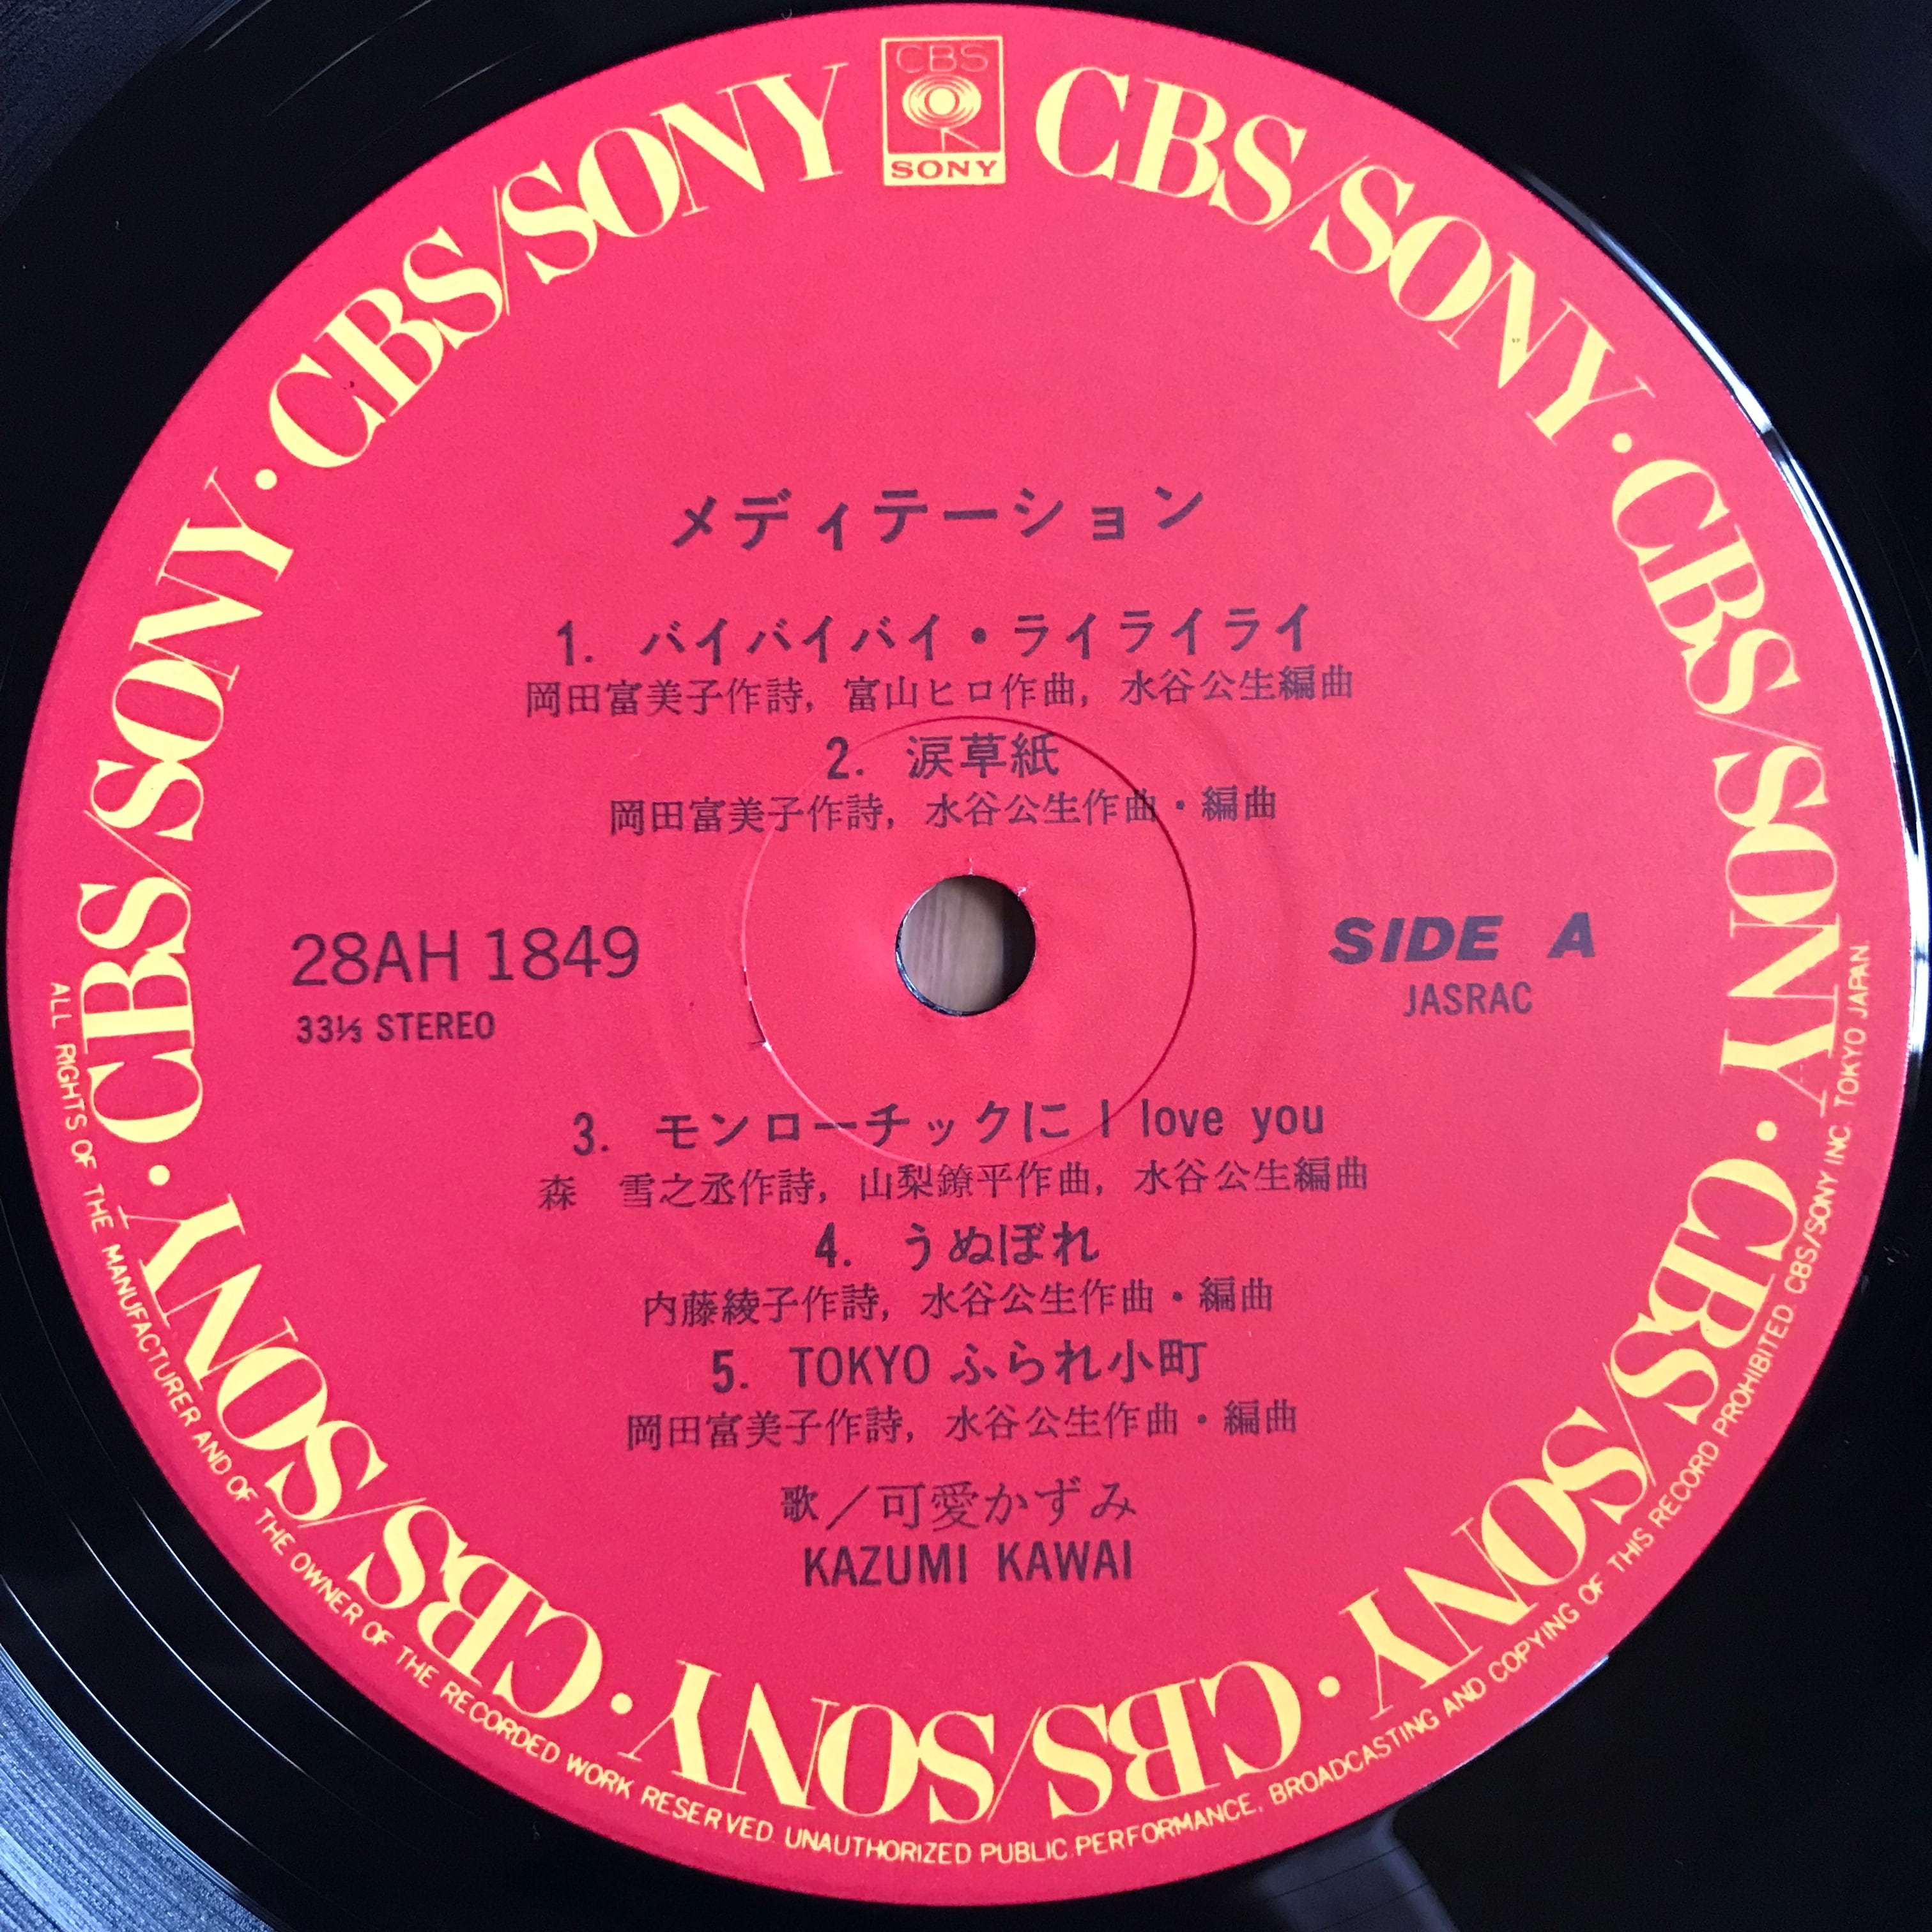 CBS
SONY
CBS/SONY・CBS/SONY・CBS/SONY・CBS/SONY・CBS/SONY・CBS/SONY・CBS/SONY
メディテーション
1. バイバイバイ・ライライライ
岡田富美子作詩, 富山ヒロ作曲, 水谷公生編曲
2. 涙草紙
岡田富美子作詩, 水谷公生作曲・編曲
28AH 1849
33⅓ STEREO
SIDE A
JASRAC
3. モンローチックに I love you
森 雪之丞作詩, 山梨鐐平作曲, 水谷公生編曲
4. うぬぼれ
内藤綾子作詩, 水谷公生作曲・編曲
5. TOKYO ふられ小町
岡田富美子作詩, 水谷公生作曲・編曲
歌／可愛かずみ
KAZUMI KAWAI
ALL RIGHTS OF THE MANUFACTURER AND OF THE OWNER OF THE RECORDED WORK RESERVED. UNAUTHORIZED PUBLIC PERFORMANCE, BROADCASTING AND COPYING OF THIS RECORD PROHIBITED. CBS/SONY INC. TOKYO JAPAN.